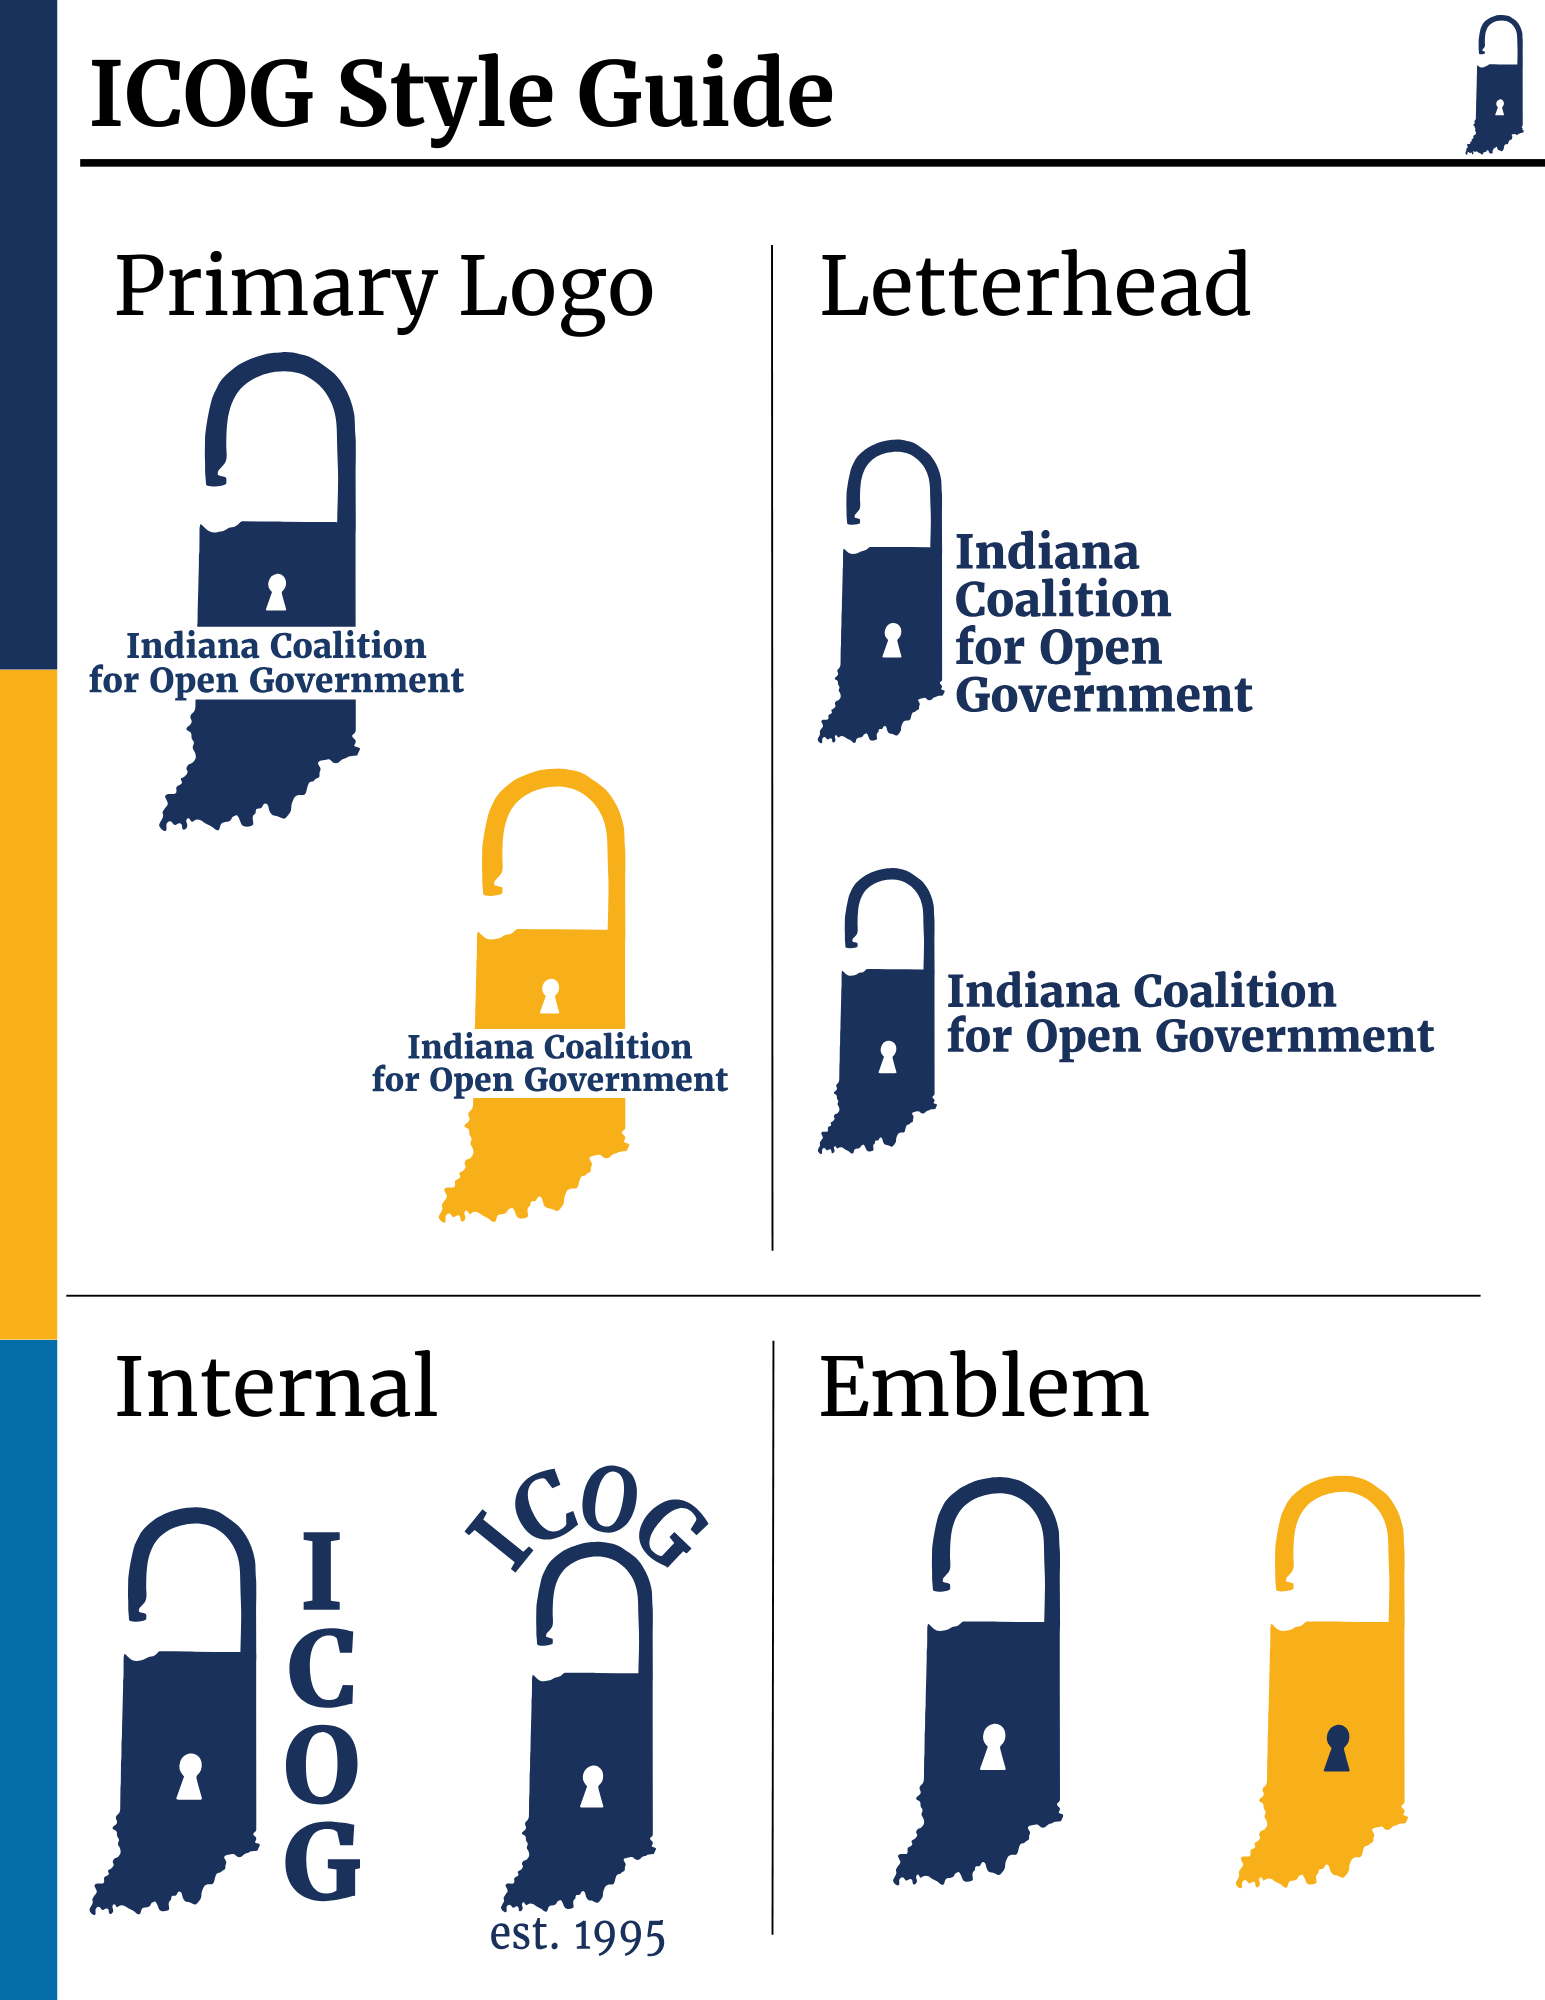 ICOG Style Guide
Primary Logo
Indiana Coalition
for Open Government
Indiana Coalition
for Open Government
Letterhead
Indiana
Coalition
for Open
Government
Indiana Coalition
for Open Government
Internal
I
C
O
G
ICOG
est. 1995
Emblem